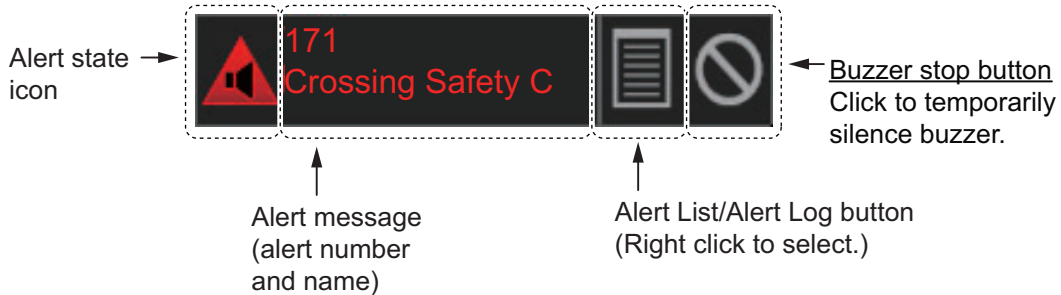 171
Crossing Safety C
Alert state
icon
Buzzer stop button
Click to temporarily
silence buzzer.
Alert message
(alert number
and name)
Alert List/Alert Log button
(Right click to select.)